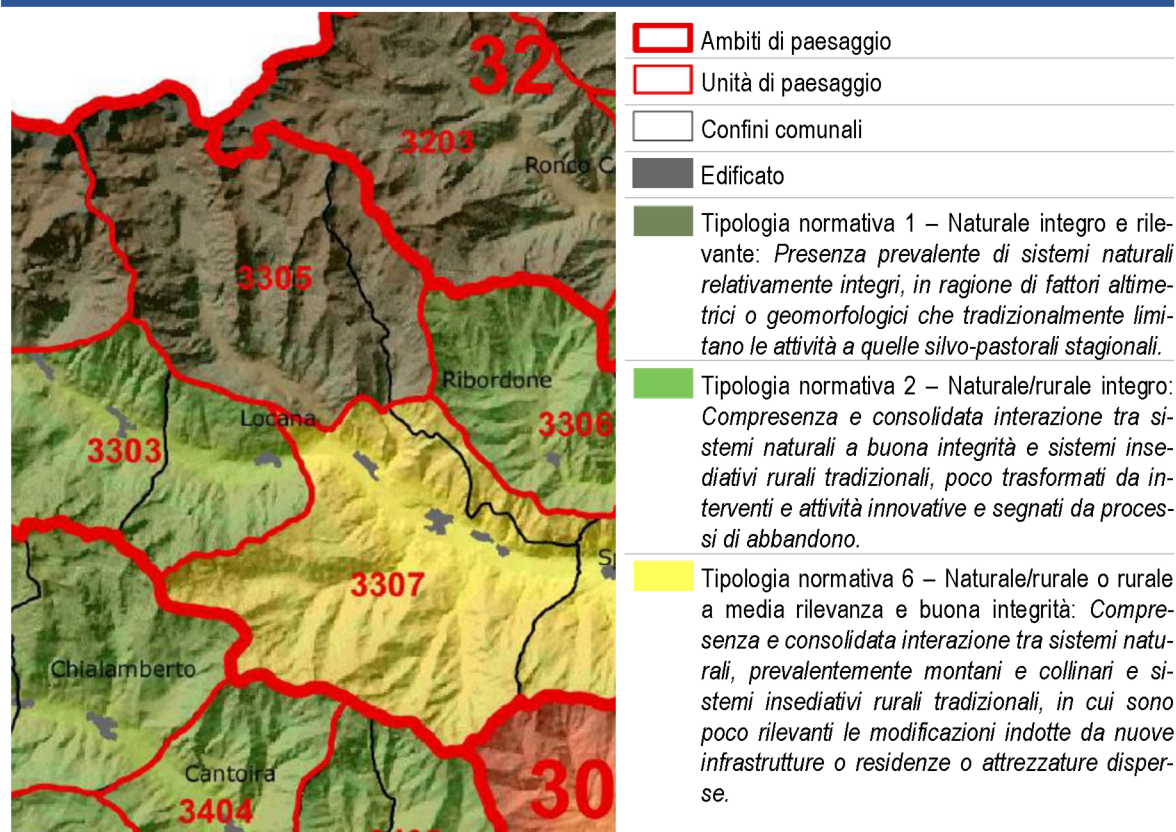 32
3203
Ronco C
3305
Ribordone
Locana
3306
3303
3307
Chialamberto
Cantoira
3404
30
Ambiti di paesaggio
Unità di paesaggio
Confini comunali
Edificato
Tipologia normativa 1 – Naturale integro e rile-
vante: Presenza prevalente di sistemi naturali
relativamente integri, in ragione di fattori altime-
trici o geomorfologici che tradizionalmente limi-
tano le attività a quelle silvo-pastorali stagionali.
Tipologia normativa 2 – Naturale/rurale integro:
Compresenza e consolidata interazione tra si-
stemi naturali a buona integrità e sistemi inse-
diativi rurali tradizionali, poco trasformati da in-
terventi e attività innovative e segnati da proces-
si di abbandono.
Tipologia normativa 6 – Naturale/rurale o rurale
a media rilevanza e buona integrità: Compre-
senza e consolidata interazione tra sistemi natu-
rali, prevalentemente montani e collinari e si-
stemi insediativi rurali tradizionali, in cui sono
poco rilevanti le modificazioni indotte da nuove
infrastrutture o residenze o attrezzature disper-
se.